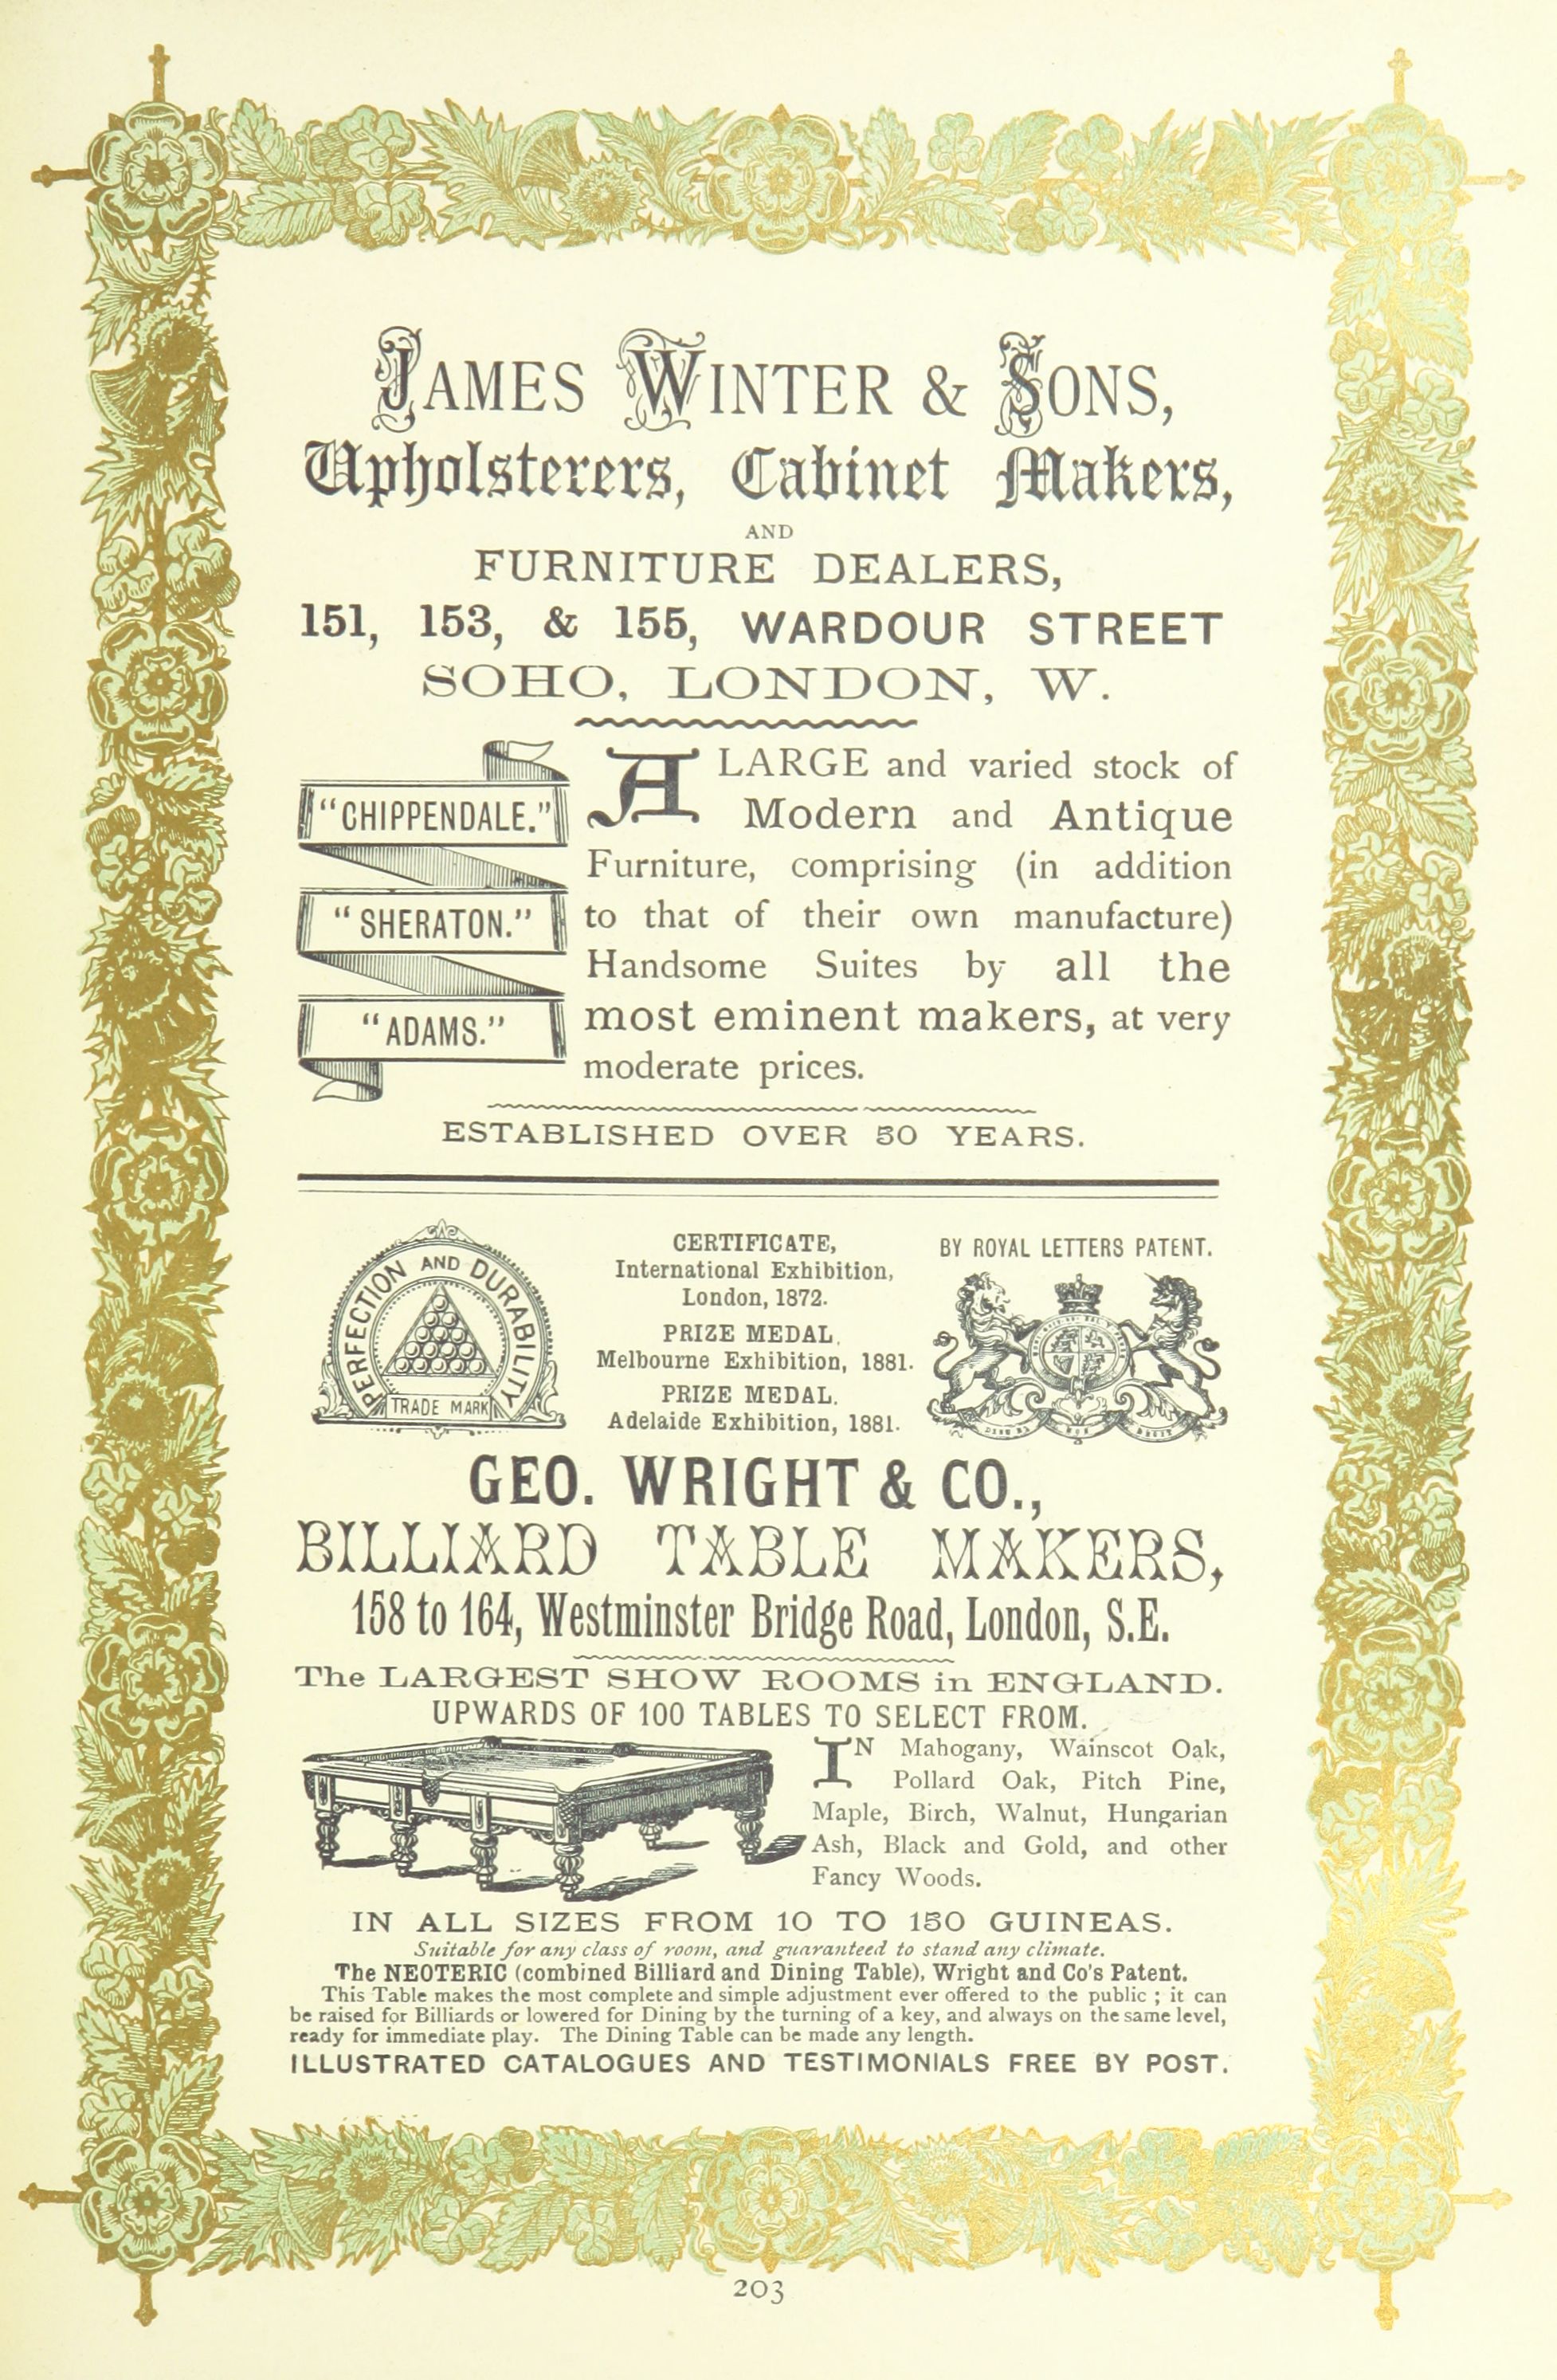 JAMES WINTER & SONS,
Upholsterers, Cabinet Makers,
AND
FURNITURE DEALERS,
151, 153, & 155, WARDOUR STREET
SOHO, LONDON, W.
"CHIPPENDALE."
"SHERATON."
"ADAMS."
A LARGE and varied stock of
Modern and Antique
Furniture, comprising (in addition
to that of their own manufacture)
Handsome Suites by all the
most eminent makers, at very
moderate prices.
ESTABLISHED OVER 50 YEARS.
PERFECTION AND DURABILITY
TRADE MARK
CERTIFICATE,
International Exhibition,
London, 1872.
PRIZE MEDAL.
Melbourne Exhibition, 1881.
PRIZE MEDAL.
Adelaide Exhibition, 1881.
BY ROYAL LETTERS PATENT.
GEO. WRIGHT & CO.,
BILLIARD TABLE MAKERS,
158 to 164, Westminster Bridge Road, London, S.E.
The LARGEST SHOW ROOMS in ENGLAND.
UPWARDS OF 100 TABLES TO SELECT FROM.
IN Mahogany, Wainscot Oak,
Pollard Oak, Pitch Pine,
Maple, Birch, Walnut, Hungarian
Ash, Black and Gold, and other
Fancy Woods.
IN ALL SIZES FROM 10 TO 150 GUINEAS.
Suitable for any class of room, and guaranteed to stand any climate.
The NEOTERIC (combined Billiard and Dining Table), Wright and Co's Patent.
This Table makes the most complete and simple adjustment ever offered to the public ; it can
be raised for Billiards or lowered for Dining by the turning of a key, and always on the same level,
ready for immediate play. The Dining Table can be made any length.
ILLUSTRATED CATALOGUES AND TESTIMONIALS FREE BY POST.
203